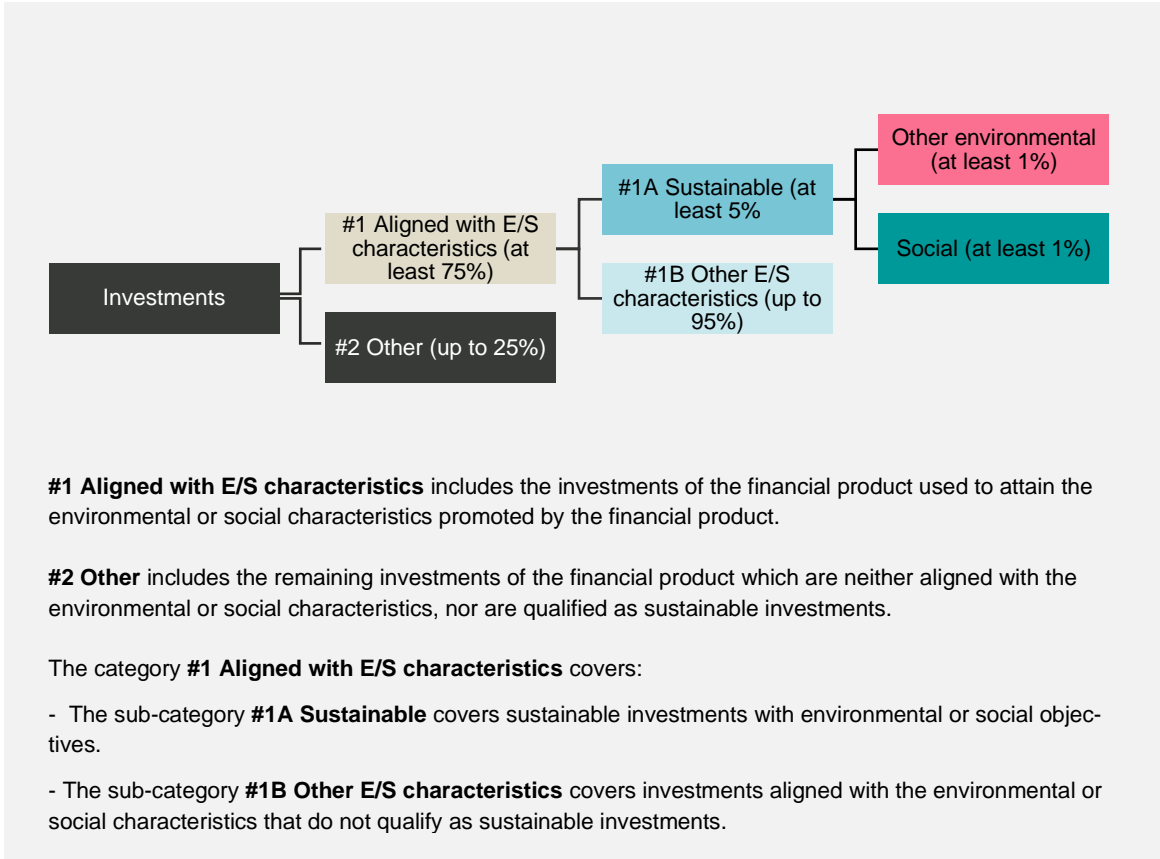 Investments
#1 Aligned with E/S
characteristics (at
least 75%)
#2 Other (up to 25%)
#1A Sustainable (at
least 5%
#1B Other E/S
characteristics (up to
95%)
Other environmental
(at least 1%)
Social (at least 1%)
#1 Aligned with E/S characteristics includes the investments of the financial product used to attain the
environmental or social characteristics promoted by the financial product.
#2 Other includes the remaining investments of the financial product which are neither aligned with the
environmental or social characteristics, nor are qualified as sustainable investments.
The category #1 Aligned with E/S characteristics covers:
- The sub-category #1A Sustainable covers sustainable investments with environmental or social objec-
tives.
- The sub-category #1B Other E/S characteristics covers investments aligned with the environmental or
social characteristics that do not qualify as sustainable investments.